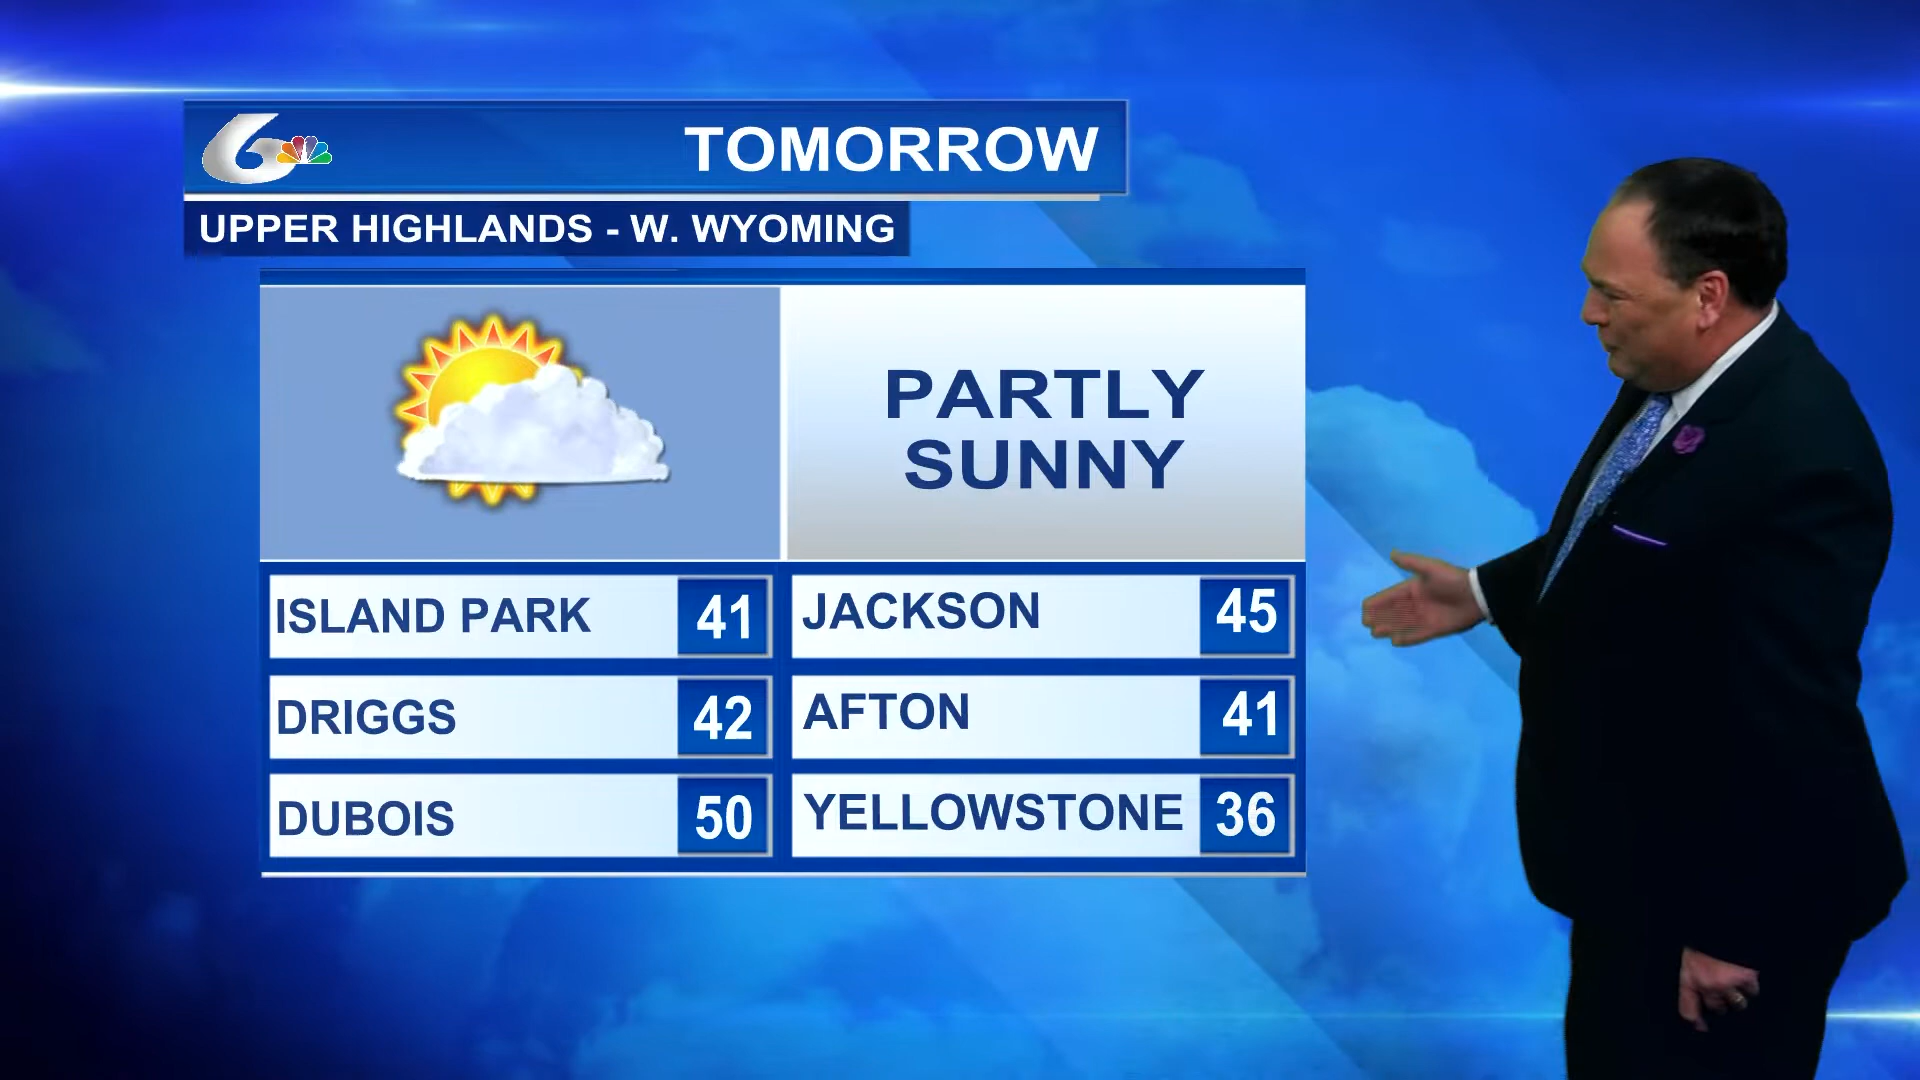 6
TOMORROW
UPPER HIGHLANDS - W. WYOMING
PARTLY
SUNNY
ISLAND PARK 41
JACKSON 45
DRIGGS 42
AFTON 41
DUBOIS 50
YELLOWSTONE 36